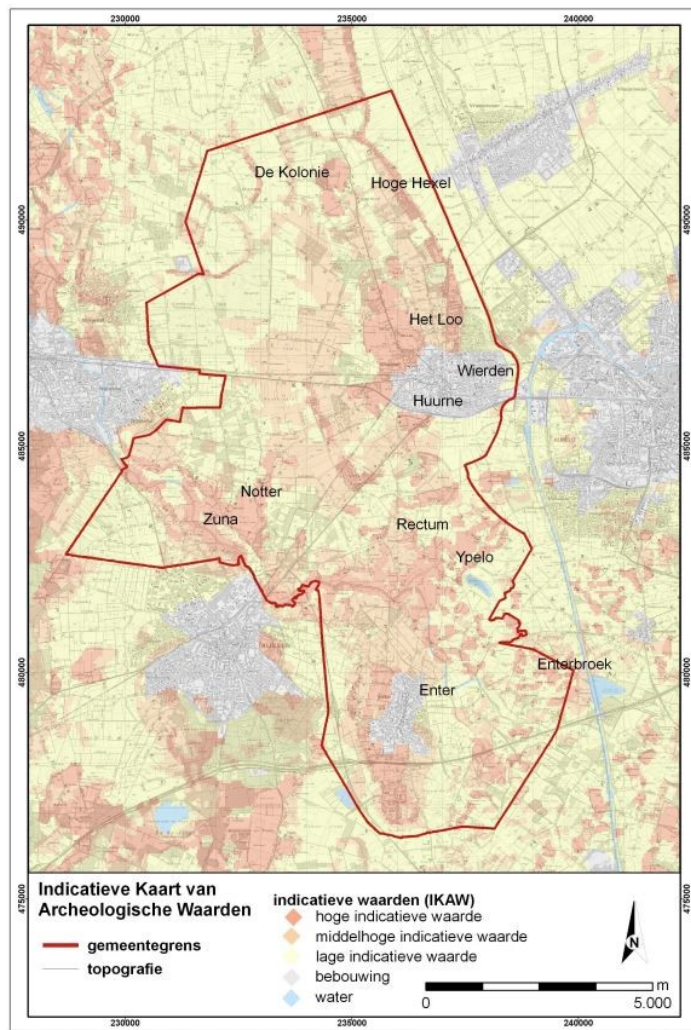 230000 235000 240000
De Kolonie
Hoge Hexel
490000 490000
Het Loo
Wierden
Huurne
485000 485000
Notter
Zuna
Rectum
Ypelo
Enterbroek
480000 480000
Enter
475000 475000
Indicatieve Kaart van
Archeologische Waarden
gemeentegrens
topografie
indicatieve waarden (IKAW)
hoge indicatieve waarde
middelhoge indicatieve waarde
lage indicatieve waarde
bebouwing
water
N
m
0 5.000
230000 235000 240000